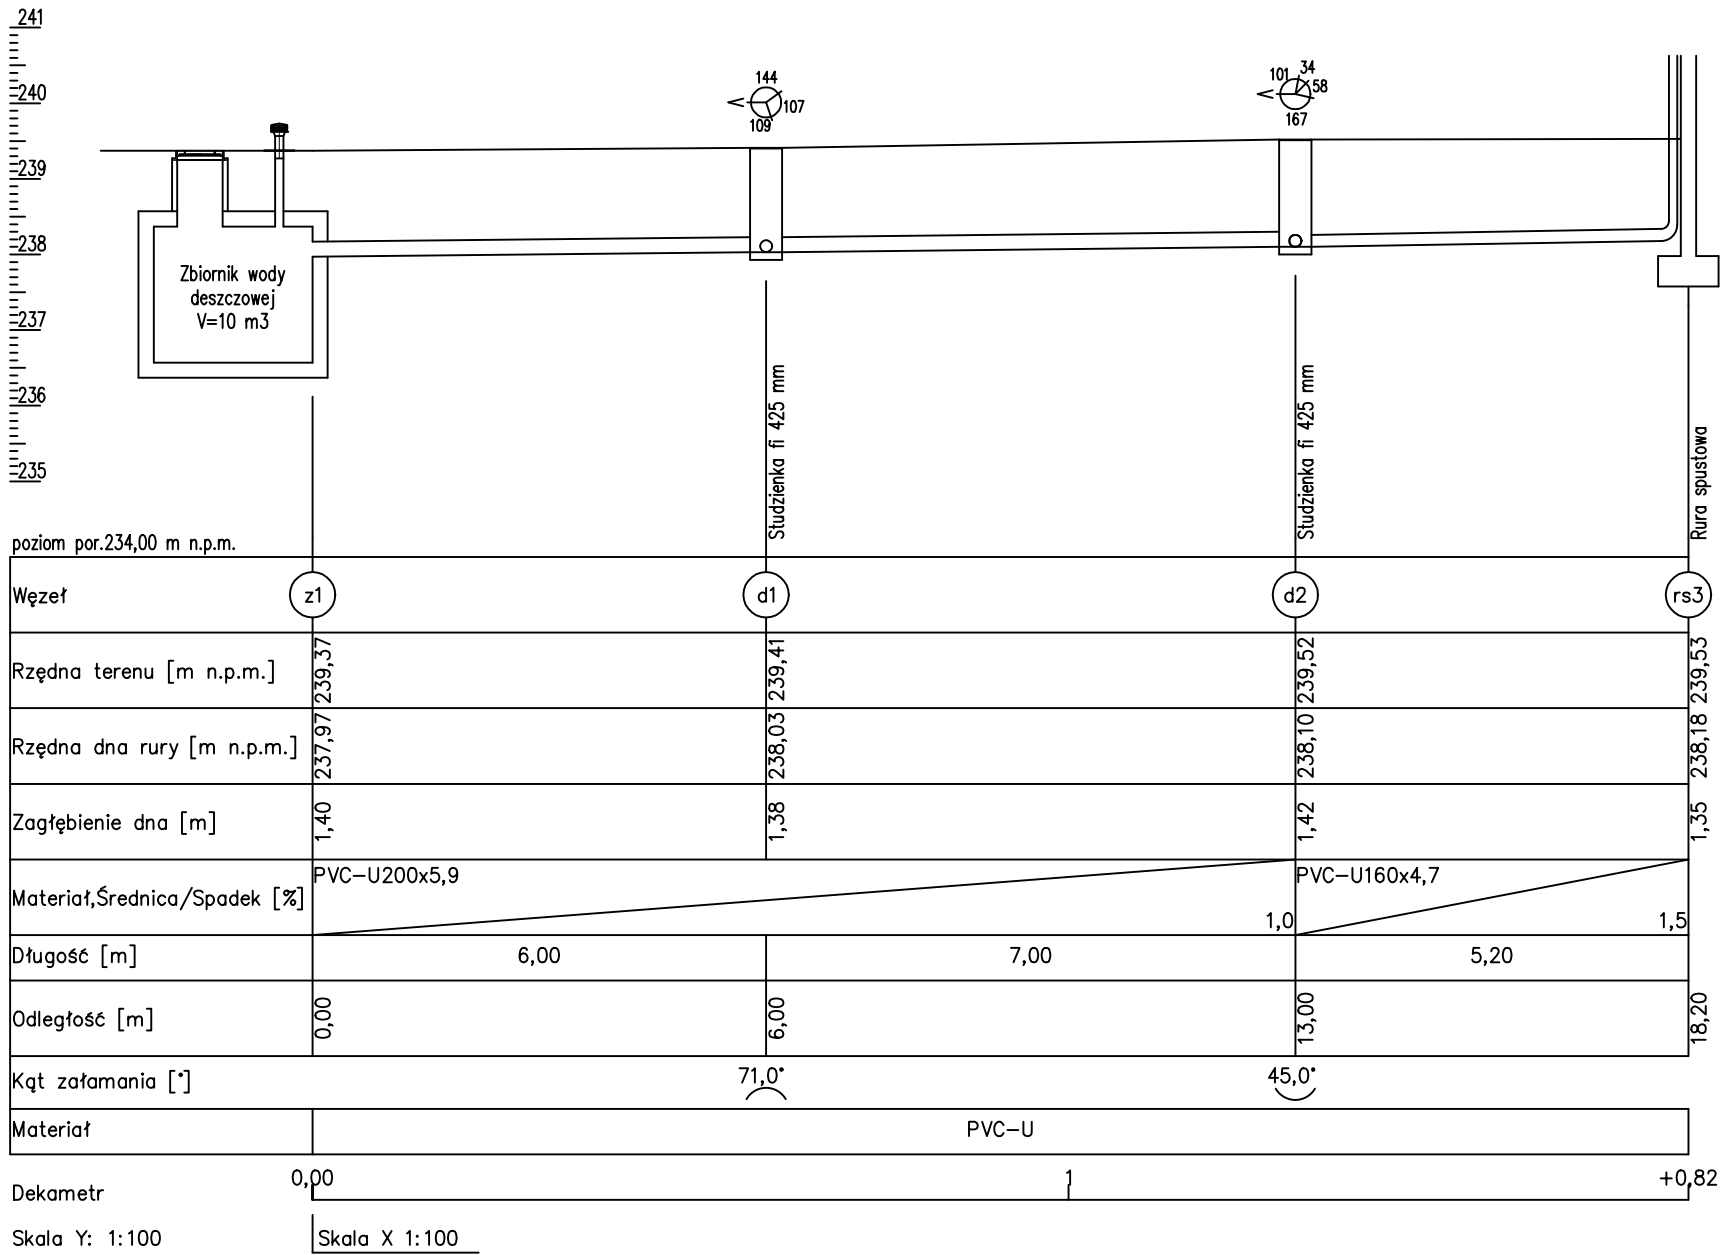 241
240
239
238
237
236
235
144
107
109
101
34
58
167
Zbiornik wody
deszczowej
V=10 m3
Studzienka fi 425 mm
Studzienka fi 425 mm
Rura spustowa
poziom por.234,00 m n.p.m.
Węzeł z1 d1 d2 rs3
Rzędna terenu [m n.p.m.] 239,37 239,41 239,52 239,53
Rzędna dna rury [m n.p.m.] 237,97 238,03 238,10 238,18
Zagłębienie dna [m] 1,40 1,38 1,42 1,35
PVC-U200x5,9 PVC-U160x4,7
Materiał,Średnica/Spadek [%]
1,0 1,5
Długość [m] 6,00 7,00 5,20
Odległość [m] 0,00 6,00 13,00 18,20
Kąt załamania [°] 71,0° 45,0°
Materiał PVC-U
0,00 1 +0,82
Dekametr
Skala Y: 1:100 Skala X 1:100